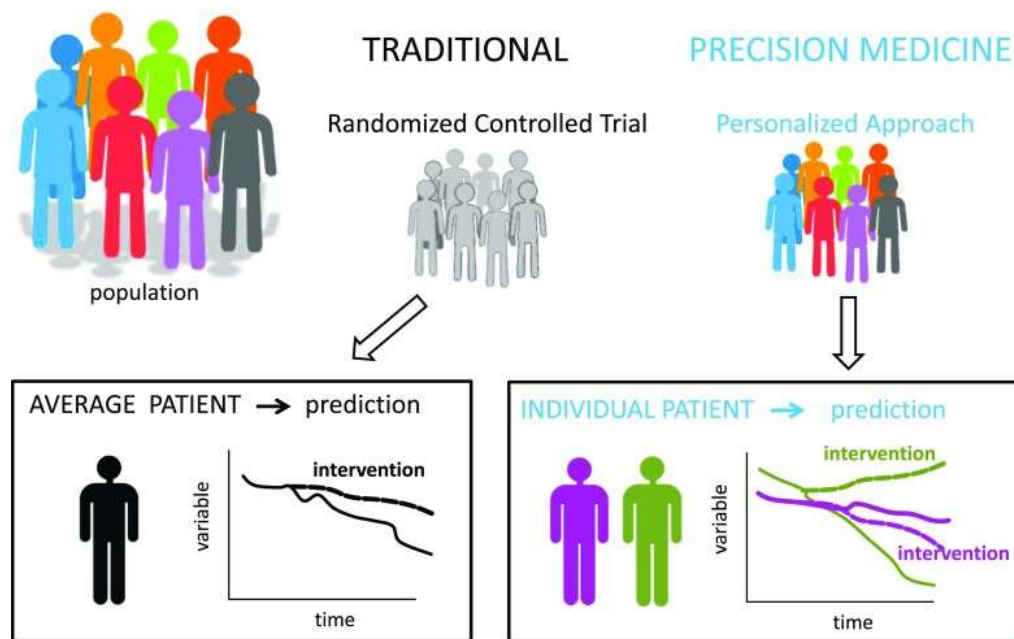 TRADITIONAL
PRECISION MEDICINE
Randomized Controlled Trial
Personalized Approach
population
AVERAGE PATIENT → prediction
intervention
variable
time
INDIVIDUAL PATIENT → prediction
intervention
variable
intervention
time